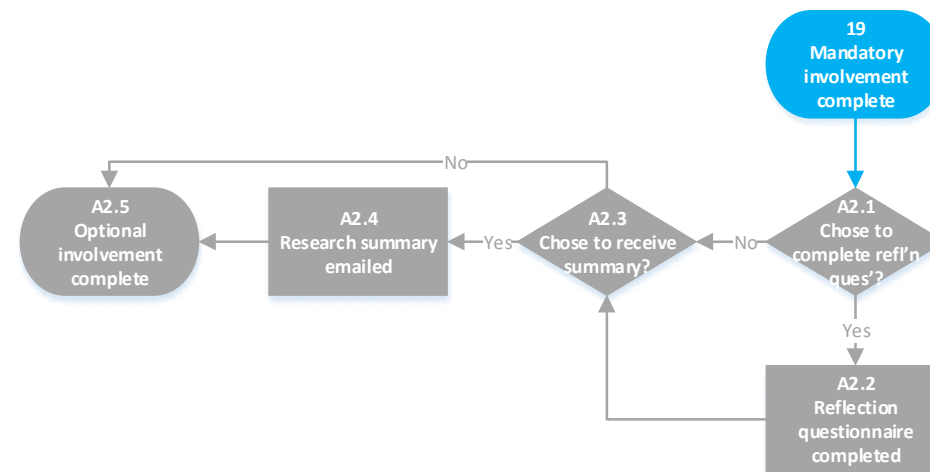 19
Mandatory
involvement
complete
No
A2.5
Optional
involvement
complete
A2.4
Research summary
emailed
Yes
A2.3
Chose to receive
summary?
No
A2.1
Chose to
complete refl'n
ques'?
Yes
A2.2
Reflection
questionnaire
completed